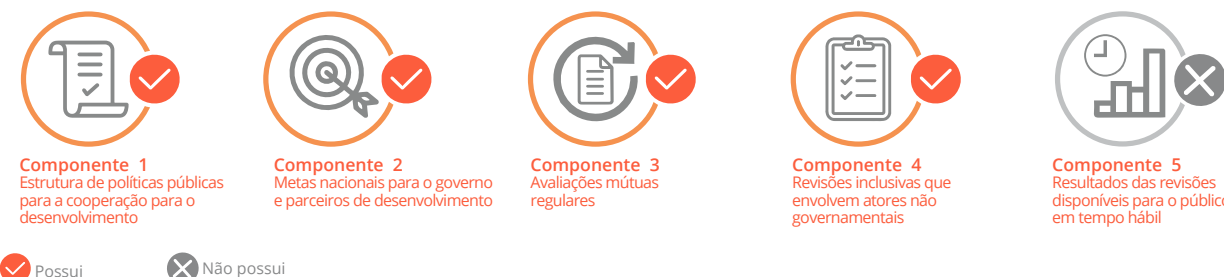 Componente 1
Estrutura de políticas públicas
para a cooperação para o
desenvolvimento
Componente 2
Metas nacionais para o governo
e parceiros de desenvolvimento
Componente 3
Avaliações mútuas
regulares
Componente 4
Revisões inclusivas que
envolvem atores não
governamentais
Componente 5
Resultados das revisões
disponíveis para o público
em tempo hábil
Possui
Não possui